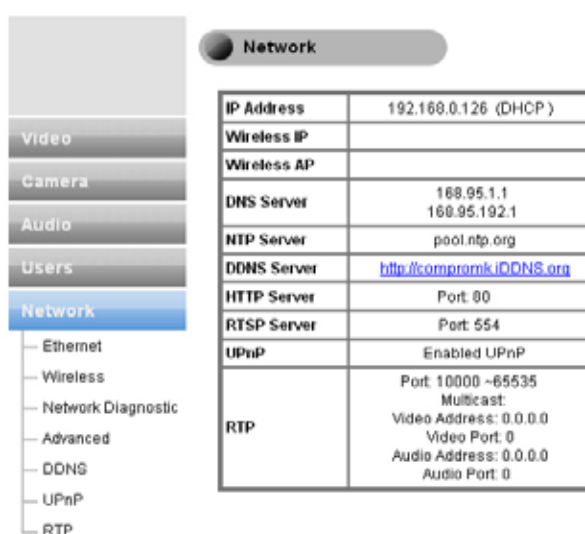 Network
Video
Camera
Audio
Users
Network
Ethernet
Wireless
Network Diagnostic
Advanced
DDNS
UPnP
RTP
IP Address 192.168.0.126 (DHCP )
Wireless IP
Wireless AP
DNS Server 168.95.1.1
168.95.192.1
NTP Server pool.ntp.org
DDNS Server http://compromk.iDDNS.org
HTTP Server Port: 80
RTSP Server Port: 554
UPnP Enabled UPnP
RTP Port: 10000 ~65535
Multicast:
Video Address: 0.0.0.0
Video Port: 0
Audio Address: 0.0.0.0
Audio Port: 0